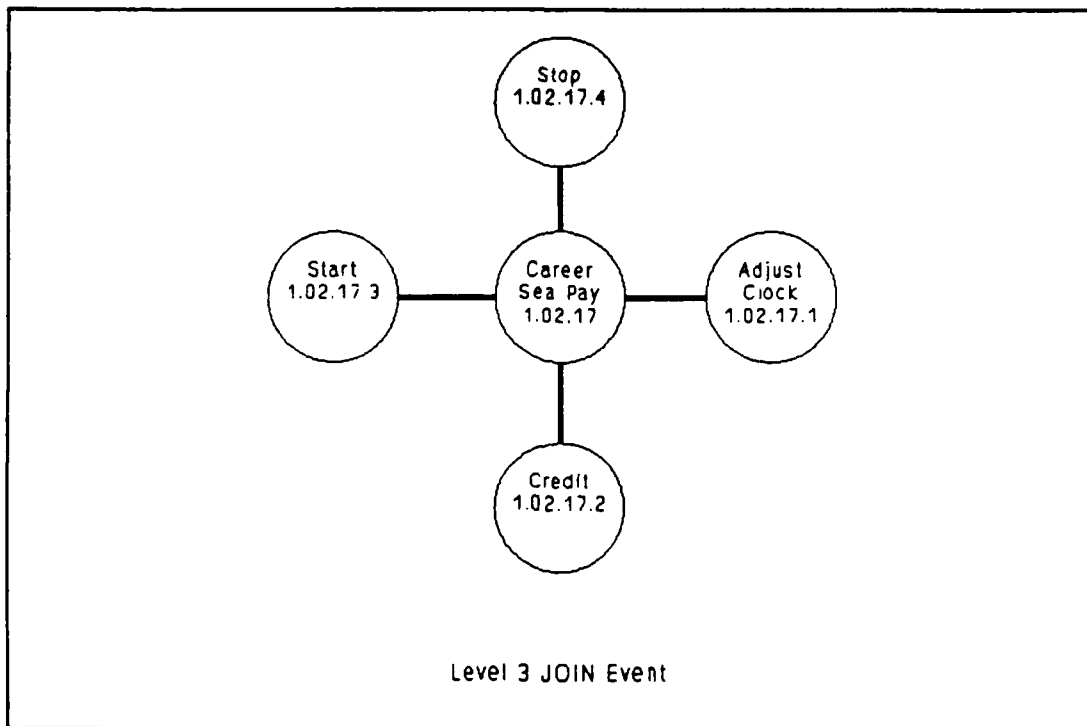 Stop
1.02.17.4
Start
1.02.17 3
Career
Sea Pay
1.02.17
Adjust
Clock
1.02.17.1
Credit
1.02.17.2
Level 3 JOIN Event